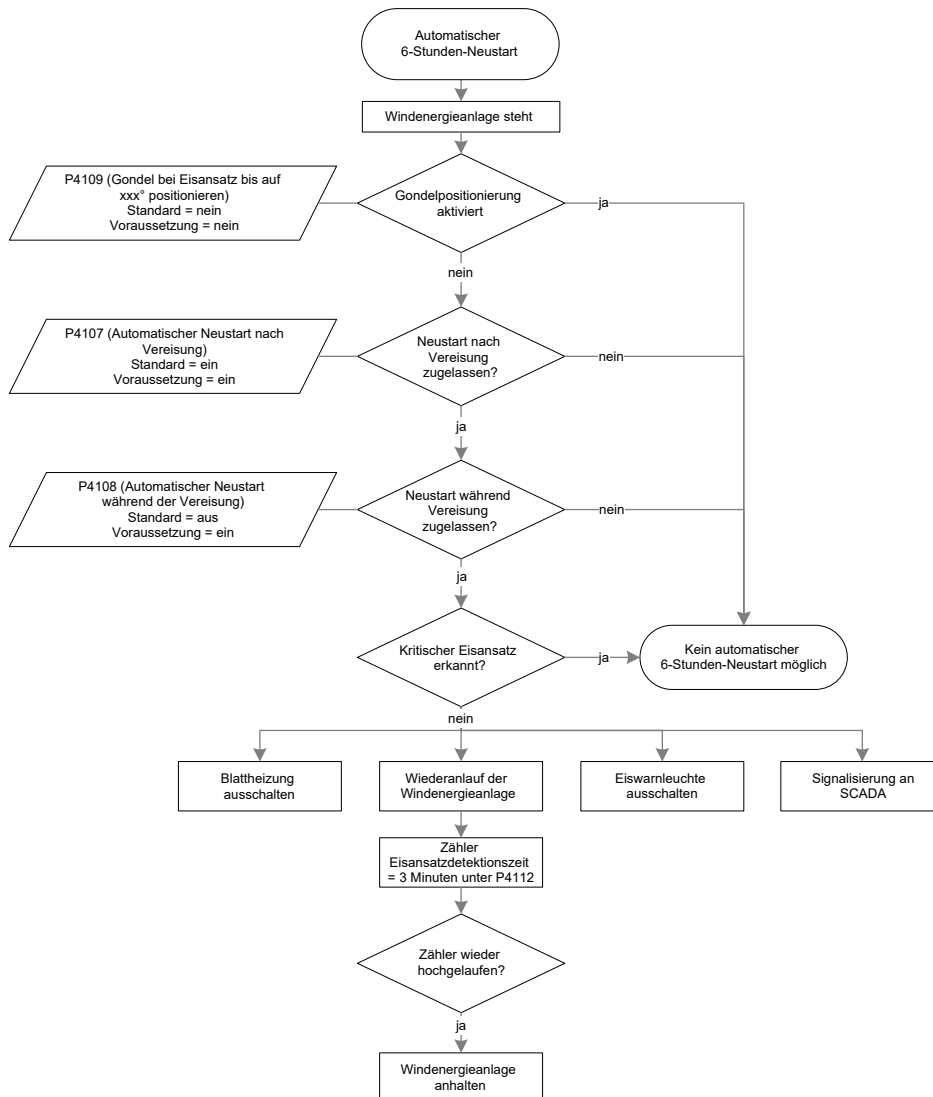 Automatischer
6-Stunden-Neustart
Windenergieanlage steht
P4109 (Gondel bei Eisansatz bis auf
xxx° positionieren)
Standard = nein
Voraussetzung = nein
Gondelpositionierung
aktiviert
ja
nein
P4107 (Automatischer Neustart nach
Vereisung)
Standard = ein
Voraussetzung = ein
Neustart nach
Vereisung
zugelassen?
nein
ja
P4108 (Automatischer Neustart
während der Vereisung)
Standard = aus
Voraussetzung = ein
Neustart während
Vereisung
zugelassen?
nein
ja
Kritischer Eisansatz
erkannt?
ja
Kein automatischer
6-Stunden-Neustart möglich
nein
Blattheizung
ausschalten
Wiederanlauf der
Windenergieanlage
Eiswarnleuchte
ausschalten
Signalisierung an
SCADA
Zähler
Eisansatzdetektionszeit
= 3 Minuten unter P4112
Zähler wieder
hochgelaufen?
ja
Windenergieanlage
anhalten